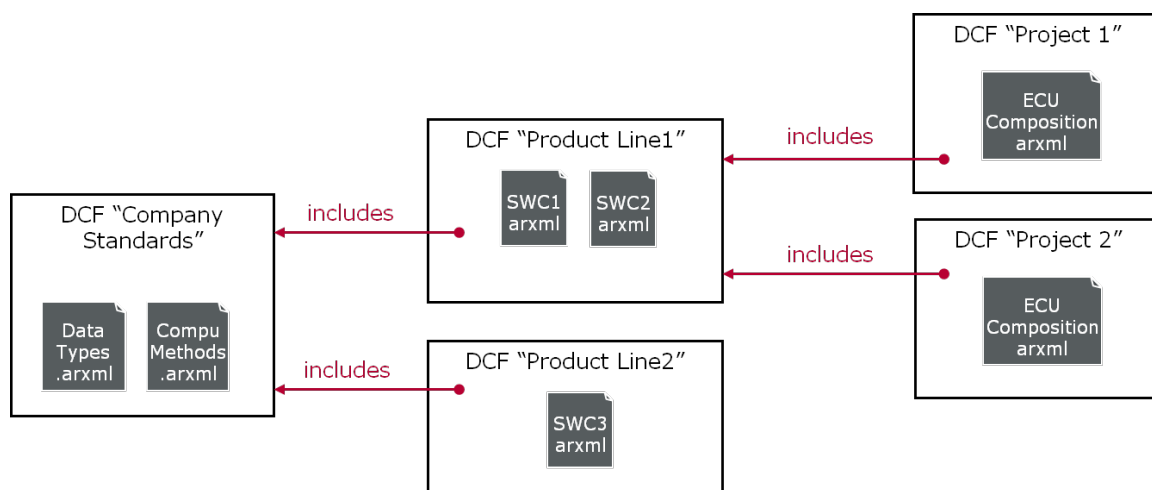 DCF “Company
Standards”
Data
Types
.arxml
Compu
Methods
.arxml
includes
includes
DCF “Product Line1”
SWC1
arxml
SWC2
arxml
DCF “Product Line2”
SWC3
arxml
includes
includes
DCF “Project 1”
ECU
Composition
arxml
DCF “Project 2”
ECU
Composition
arxml